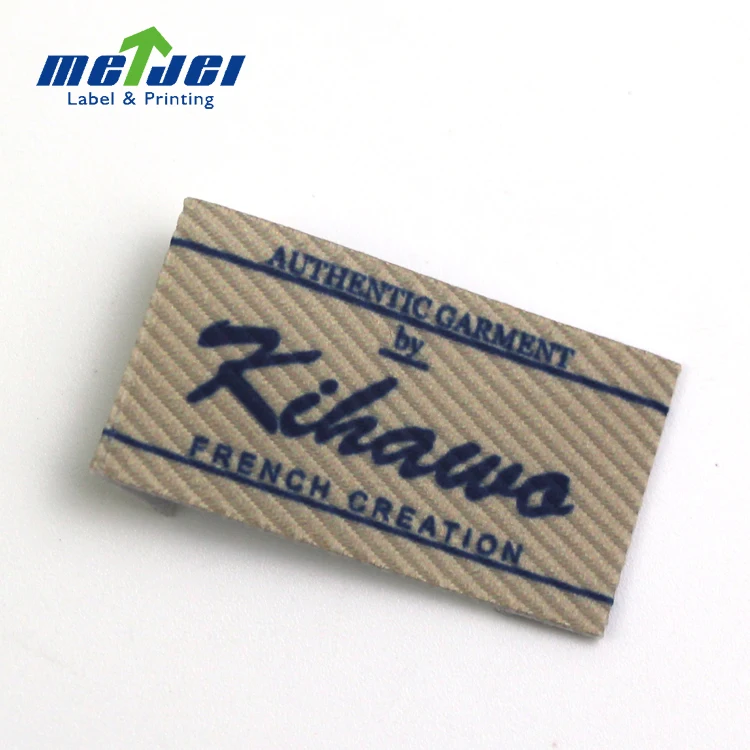 meijei
Label & Printing
AUTHENTIC GARMENT
by
Kihawo
FRENCH CREATION